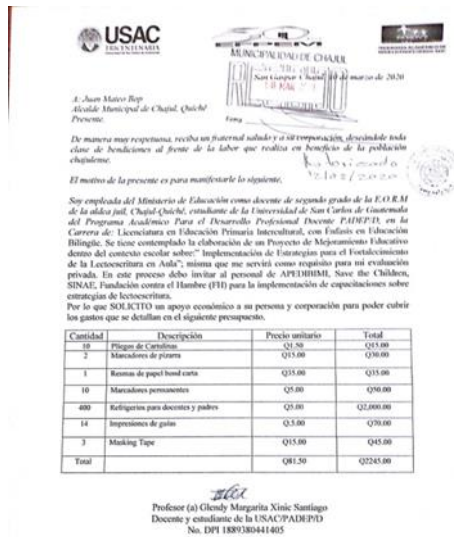 USAC
TRICENTENARIA
EFPEM
MUNICIPALIDAD DE CHAJUL
San Gaspar Chajul, 10 de marzo de 2020
A: Juan Mateo Bop
Alcalde Municipal de Chajul, Quiché
Presente.
Firma
De manera muy respetuosa, reciba un fraternal saludo y a su corporación, deseándole toda
clase de bendiciones al frente de la labor que realiza en beneficio de la población
chajulense.
Autorizado
12/03/2020
El motivo de la presente es para manifestarle lo siguiente,
Soy empleada del Ministerio de Educación como docente de segundo grado de la E.O.R.M
de la aldea juil, Chajul-Quiché, estudiante de la Universidad de San Carlos de Guatemala
del Programa Académico Para el Desarrollo Profesional Docente PADEP/D, en la
Carrera de: Licenciatura en Educación Primaria Intercultural, con Énfasis en Educación
Bilingüe. Se tiene contemplado la elaboración de un Proyecto de Mejoramiento Educativo
dentro del contexto escolar sobre:" Implementación de Estrategias para el Fortalecimiento
de la Lectoescritura en Aula"; misma que me servirá como requisito para mi evaluación
privada. En este proceso debo invitar al personal de APEDIBIMI, Save the Children,
SINAE, Fundación contra el Hambre (FH) para la implementación de capacitaciones sobre
estrategias de lectoescritura.
Por lo que SOLICITO un apoyo económico a su persona y corporación para poder cubrir
los gastos que se detallan en el siguiente presupuesto.
Cantidad Descripción Precio unitario Total
10 Pliegos de Cartulinas Q1.50 Q15.00
2 Marcadores de pizarra Q15.00 Q30.00
1 Resmas de papel bond carta Q35.00 Q35.00
10 Marcadores permanentes Q5.00 Q50.00
400 Refrigerios para docentes y padres Q5.00 Q2,000.00
14 Impresiones de guías Q.5.00 Q70.00
3 Masking Tape Q15.00 Q45.00
Total Q81.50 Q2245.00
Profesor (a) Glendy Margarita Xinic Santiago
Docente y estudiante de la USAC/PADEP/D
No. DPI 1889380441405